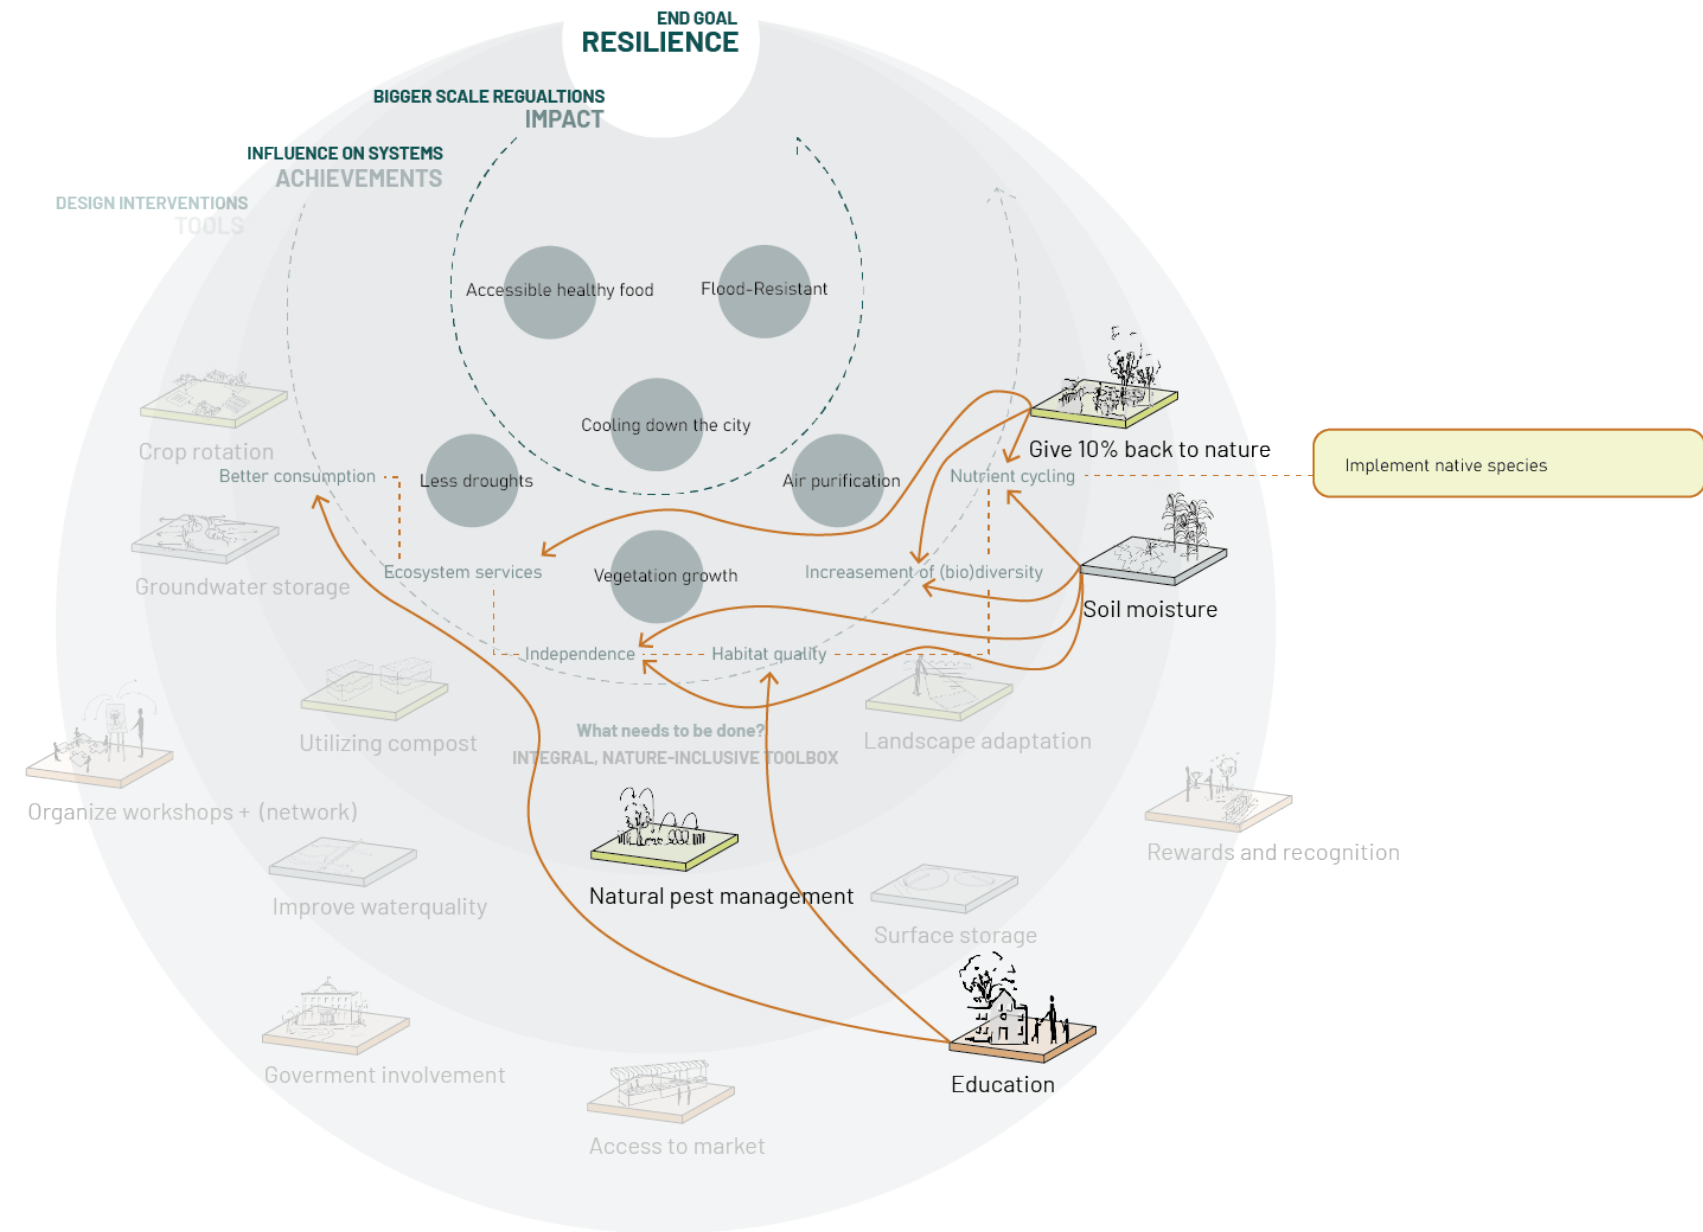 END GOAL
RESILIENCE
BIGGER SCALE REGUALTIONS
IMPACT
INFLUENCE ON SYSTEMS
ACHIEVEMENTS
DESIGN INTERVENTIONS
TOOLS
Accessible healthy food
Flood-Resistant
Cooling down the city
Less droughts
Air purification
Vegetation growth
Crop rotation
Better consumption
Give 10% back to nature
Nutrient cycling
Implement native species
Groundwater storage
Ecosystem services
Increasement of (bio)diversity
Soil moisture
Independence
Habitat quality
Utilizing compost
What needs to be done?
INTEGRAL, NATURE-INCLUSIVE TOOLBOX
Landscape adaptation
Organize workshops + (network)
Rewards and recognition
Natural pest management
Improve waterquality
Surface storage
Goverment involvement
Education
Access to market